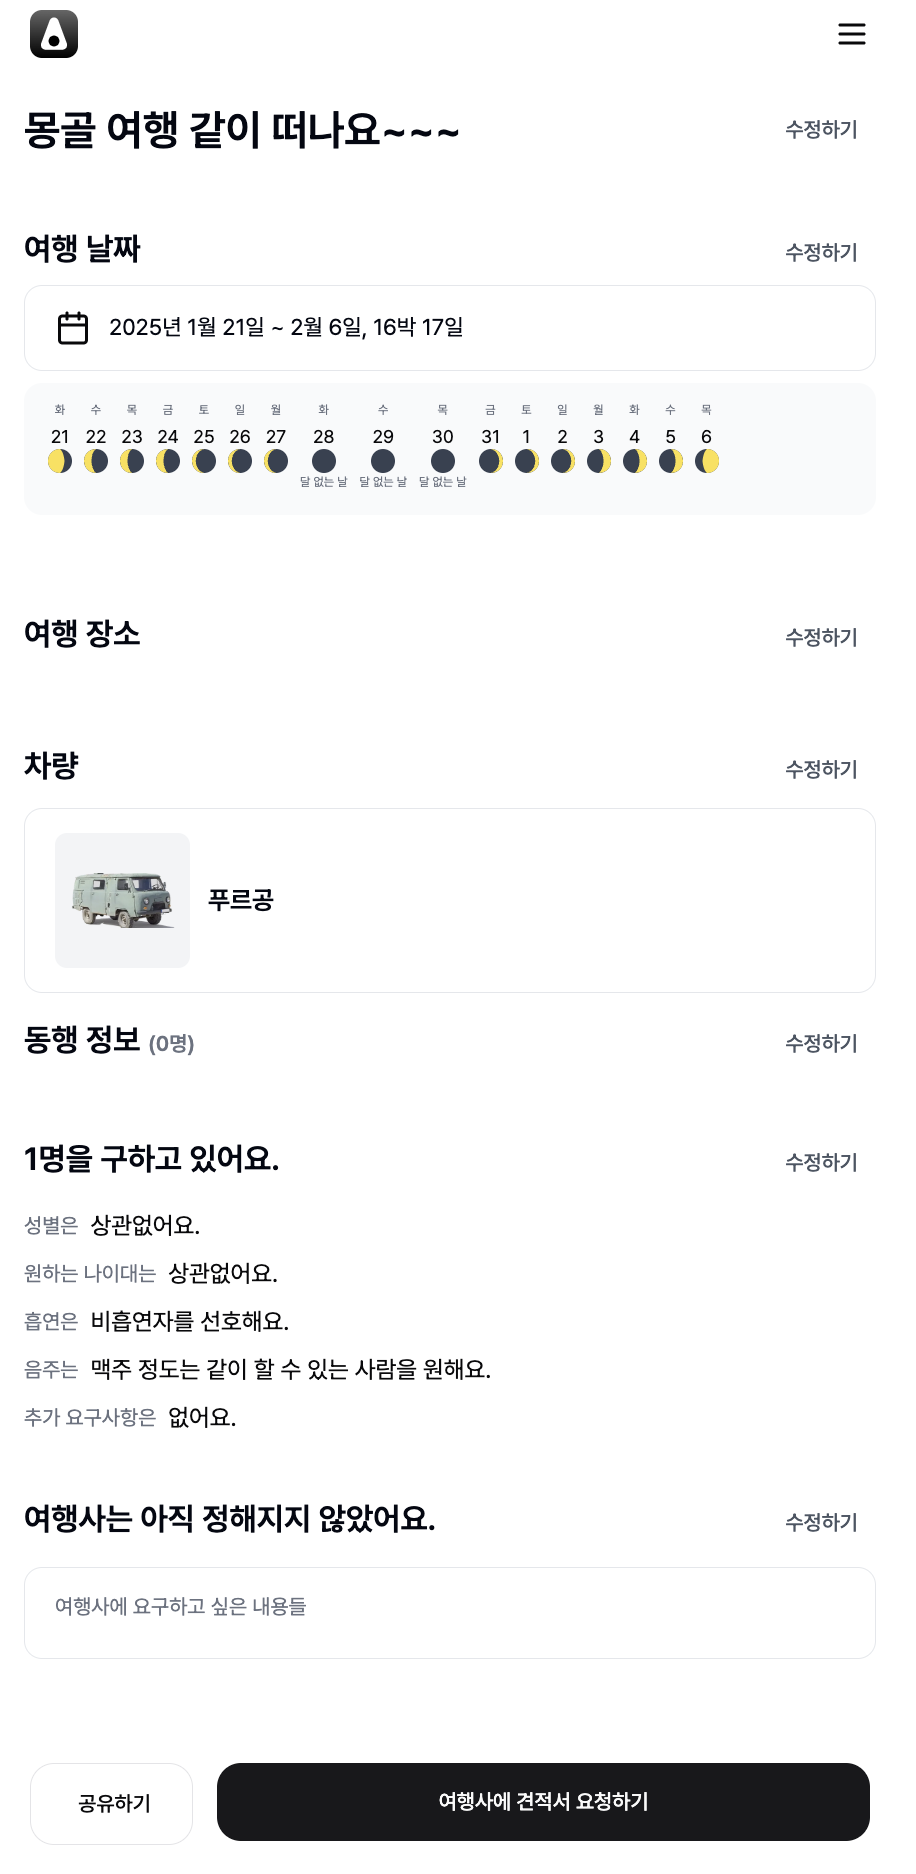 몽골 여행 같이 떠나요~~~
수정하기
여행 날짜
수정하기
2025년 1월 21일 ~ 2월 6일, 16박 17일
화 수 목 금 토 일 월 화 수 목 금 토 일 월 화 수 목
21 22 23 24 25 26 27 28 29 30 31 1 2 3 4 5 6
달 없는 날 달 없는 날 달 없는 날
여행 장소
수정하기
차량
수정하기
푸르공
동행 정보 (0명)
수정하기
1명을 구하고 있어요.
수정하기
성별은 상관없어요.
원하는 나이대는 상관없어요.
흡연은 비흡연자를 선호해요.
음주는 맥주 정도는 같이 할 수 있는 사람을 원해요.
추가 요구사항은 없어요.
여행사는 아직 정해지지 않았어요.
수정하기
여행사에 요구하고 싶은 내용들
공유하기
여행사에 견적서 요청하기